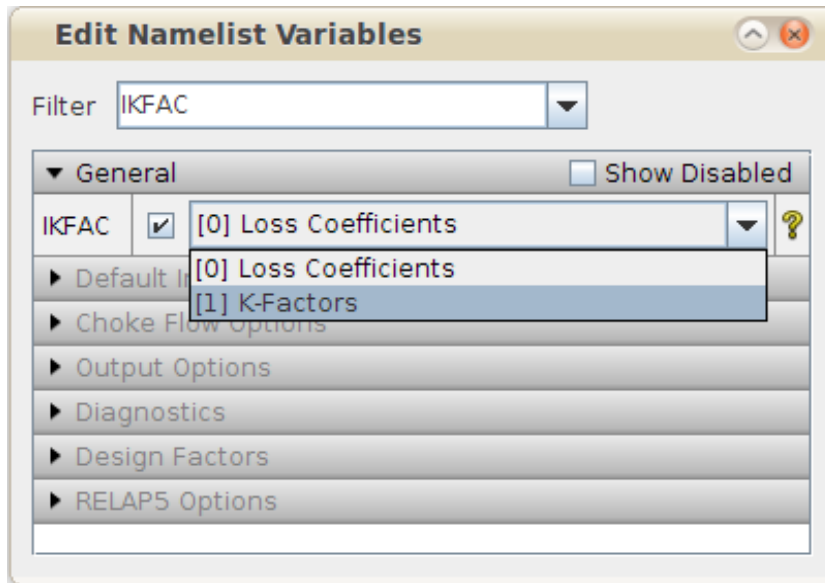 Edit Namelist Variables
Filter IKFAC
General Show Disabled
IKFAC [0] Loss Coefficients ?
[0] Loss Coefficients
Default I
[1] K-Factors
Choke Flow Options
Output Options
Diagnostics
Design Factors
RELAP5 Options